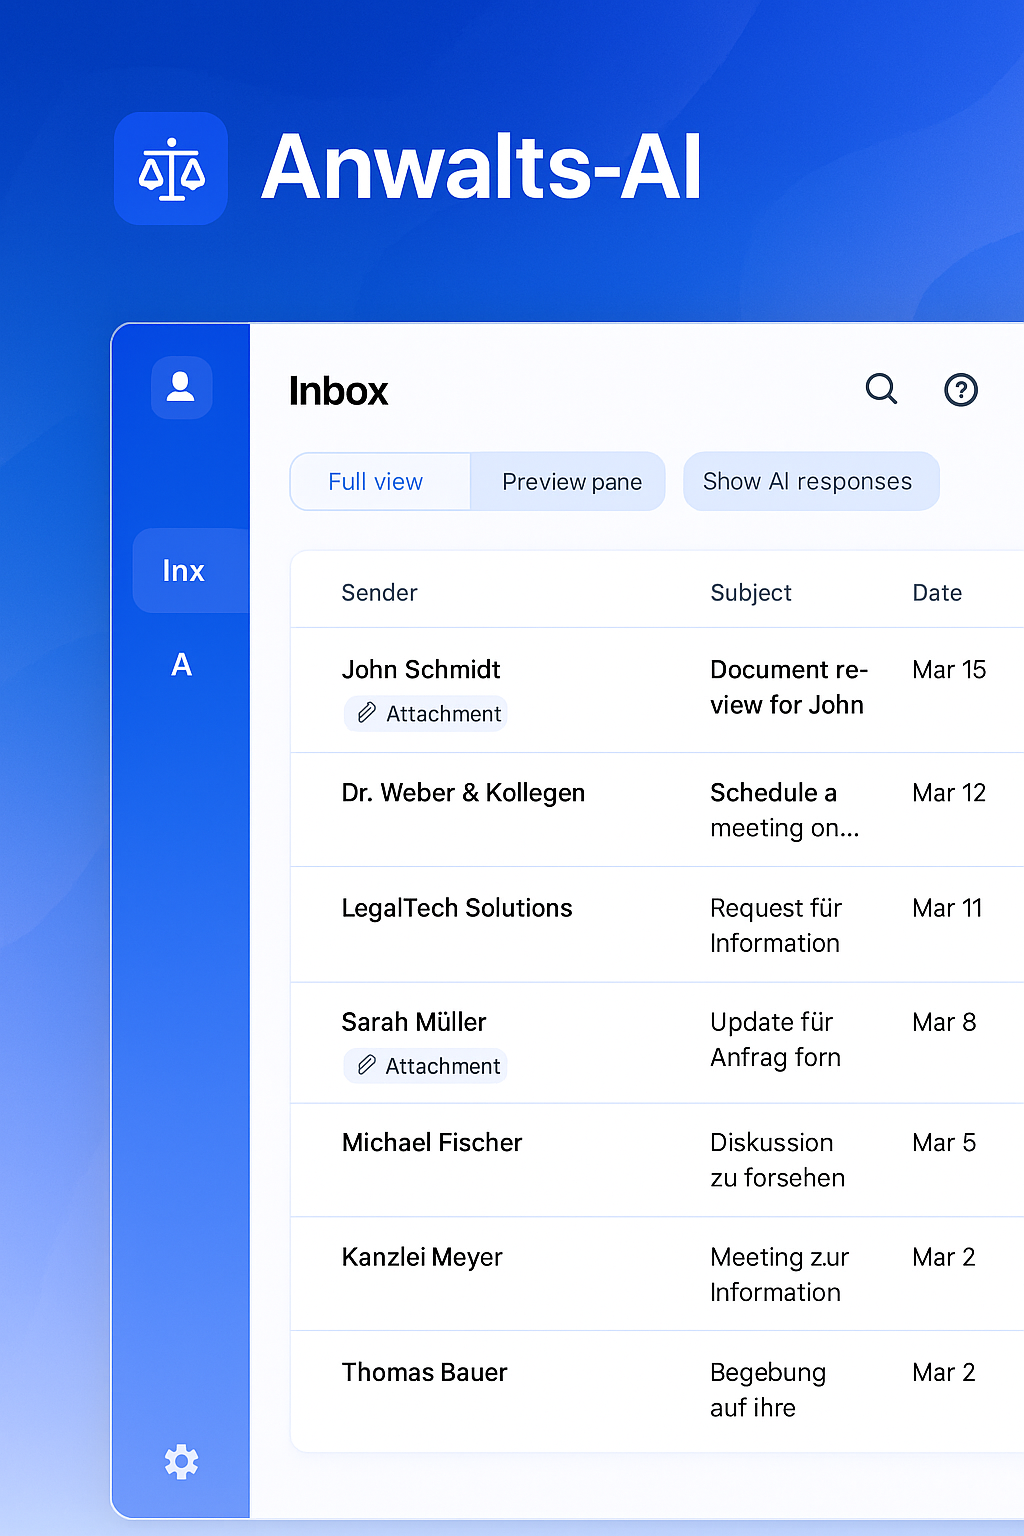 Anwalts-AI
Inbox
Full view
Preview pane
Show AI responses
Inx
A
Sender Subject Date
John Schmidt Document re- Mar 15
Attachment view for John
Dr. Weber & Kollegen Schedule a Mar 12
meeting on...
LegalTech Solutions Request für Mar 11
Information
Sarah Müller Update für Mar 8
Attachment Anfrag forn
Michael Fischer Diskussion Mar 5
zu forsehen
Kanzlei Meyer Meeting z.ur Mar 2
Information
Thomas Bauer Begebung Mar 2
auf ihre